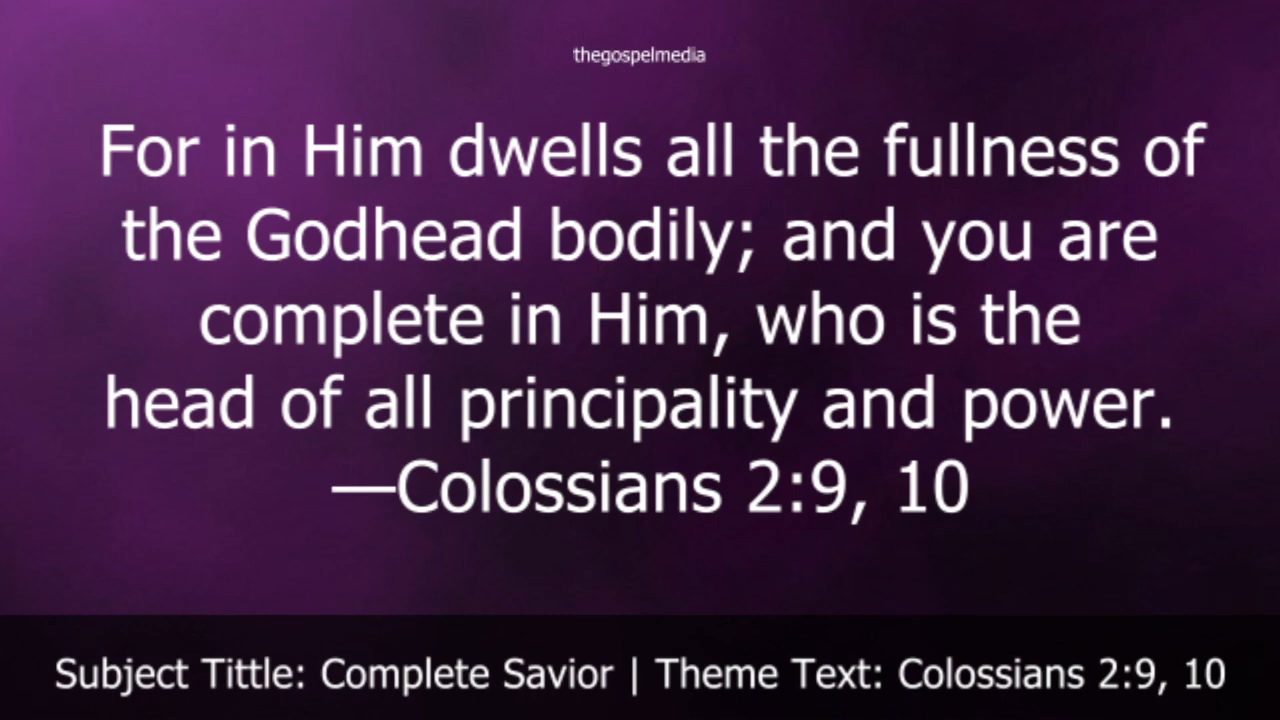 thegospelmedia
For in Him dwells all the fullness of
the Godhead bodily; and you are
complete in Him, who is the
head of all principality and power.
—Colossians 2:9, 10
Subject Tittle: Complete Savior | Theme Text: Colossians 2:9, 10